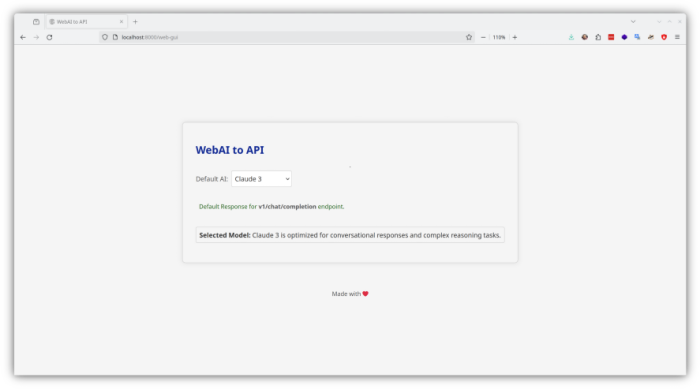 WebAI to API
localhost:8000/web-gui
110%
WebAI to API
Default AI: Claude 3
Default Response for v1/chat/completion endpoint.
Selected Model: Claude 3 is optimized for conversational responses and complex reasoning tasks.
Made with